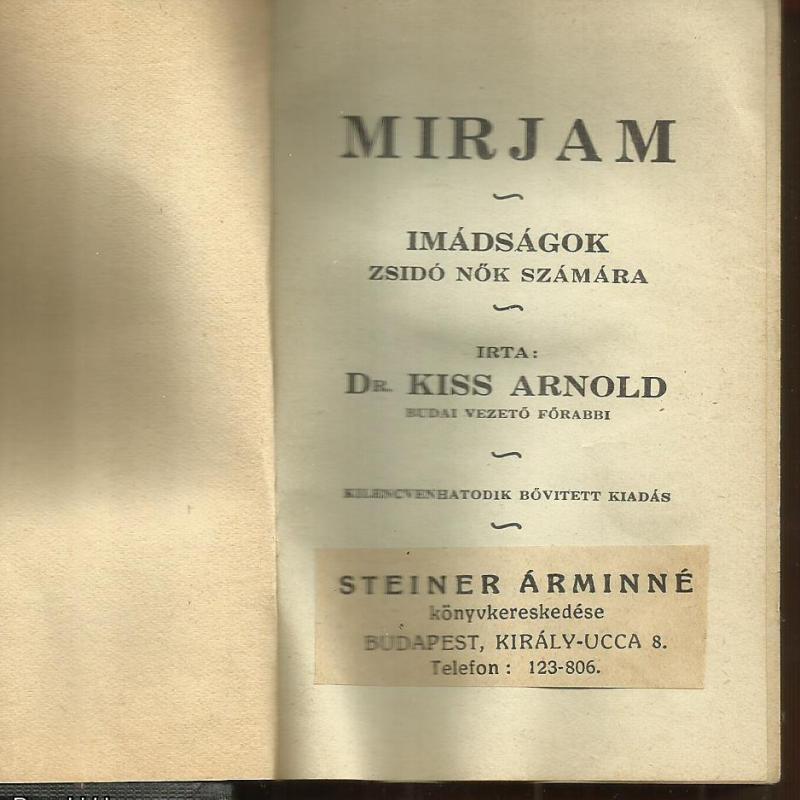 MIRJAM
IMÁDSÁGOK
ZSIDÓ NŐK SZÁMÁRA
IRTA:
DR. KISS ARNOLD
BUDAI VEZETŐ FŐRABBI
KILENCVENHATODIK BŐVITETT KIADÁS
STEINER ÁRMINNÉ
könyvkereskedése
BUDAPEST, KIRÁLY-UCCA 8.
Telefon : 123-806.